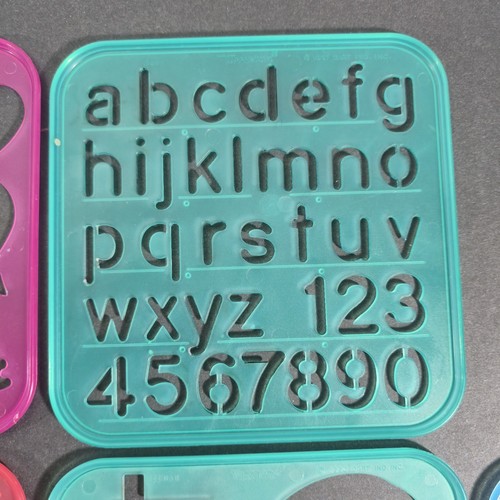 abcdefg
hijklmno
pqrstuv
wxyz 123
4567890